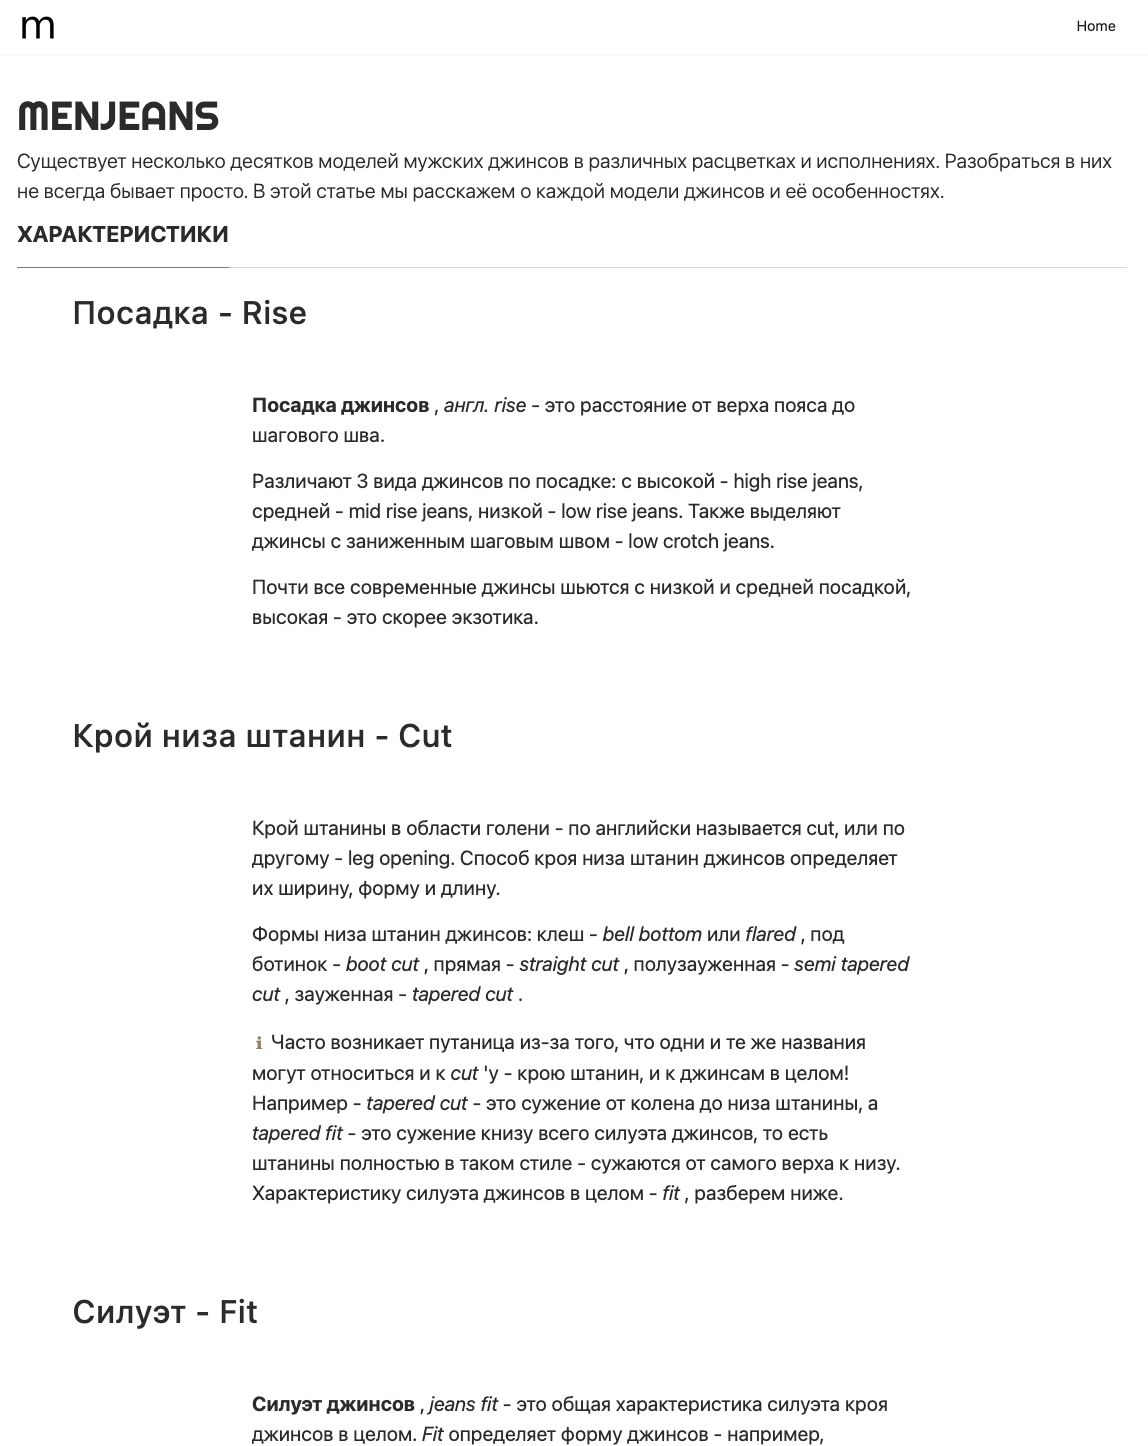 m
Home
MENJEANS
Существует несколько десятков моделей мужских джинсов в различных расцветках и исполнениях. Разобраться в них
не всегда бывает просто. В этой статье мы расскажем о каждой модели джинсов и её особенностях.
ХАРАКТЕРИСТИКИ
Посадка - Rise
Посадка джинсов , англ. rise - это расстояние от верха пояса до
шагового шва.
Различают 3 вида джинсов по посадке: с высокой - high rise jeans,
средней - mid rise jeans, низкой - low rise jeans. Также выделяют
джинсы с заниженным шаговым швом - low crotch jeans.
Почти все современные джинсы шьются с низкой и средней посадкой,
высокая - это скорее экзотика.
Крой низа штанин - Cut
Крой штанины в области голени - по английски называется cut, или по
другому - leg opening. Способ кроя низа штанин джинсов определяет
их ширину, форму и длину.
Формы низа штанин джинсов: клеш - bell bottom или flared , под
ботинок - boot cut , прямая - straight cut , полузауженная - semi tapered
cut , зауженная - tapered cut .
ℹ Часто возникает путаница из-за того, что одни и те же названия
могут относиться и к cut 'у - крою штанин, и к джинсам в целом!
Например - tapered cut - это сужение от колена до низа штанины, а
tapered fit - это сужение книзу всего силуэта джинсов, то есть
штанины полностью в таком стиле - сужаются от самого верха к низу.
Характеристику силуэта джинсов в целом - fit , разберем ниже.
Силуэт - Fit
Силуэт джинсов , jeans fit - это общая характеристика силуэта кроя
джинсов в целом. Fit определяет форму джинсов - например,